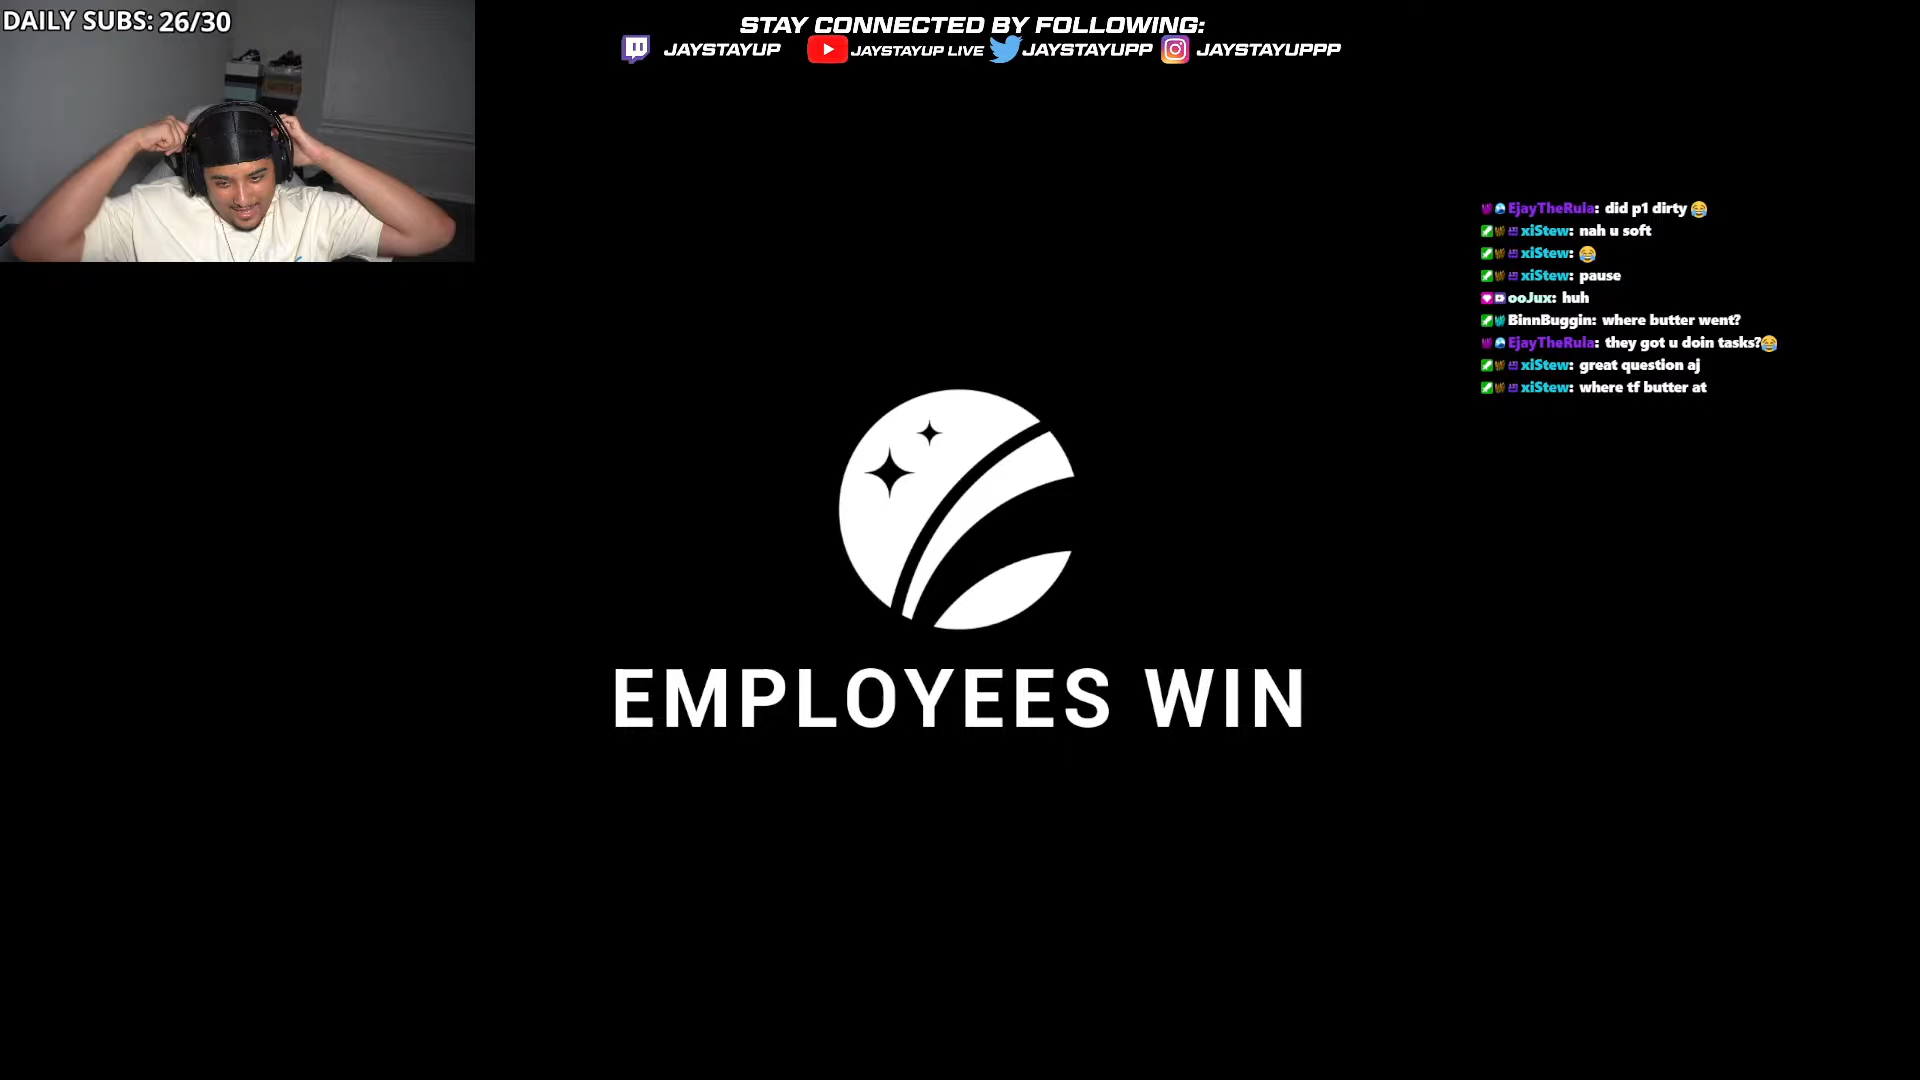 DAILY SUBS: 26/30
STAY CONNECTED BY FOLLOWING:
JAYSTAYUP JAYSTAYUP LIVE JAYSTAYUPP JAYSTAYUPPP
EjayTheRula: did p1 dirty 😂
xiStew: nah u soft
xiStew: 😂
xiStew: pause
ooJux: huh
BinnBuggin: where butter went?
EjayTheRula: they got u doin tasks?😂
xiStew: great question aj
xiStew: where tf butter at
EMPLOYEES WIN